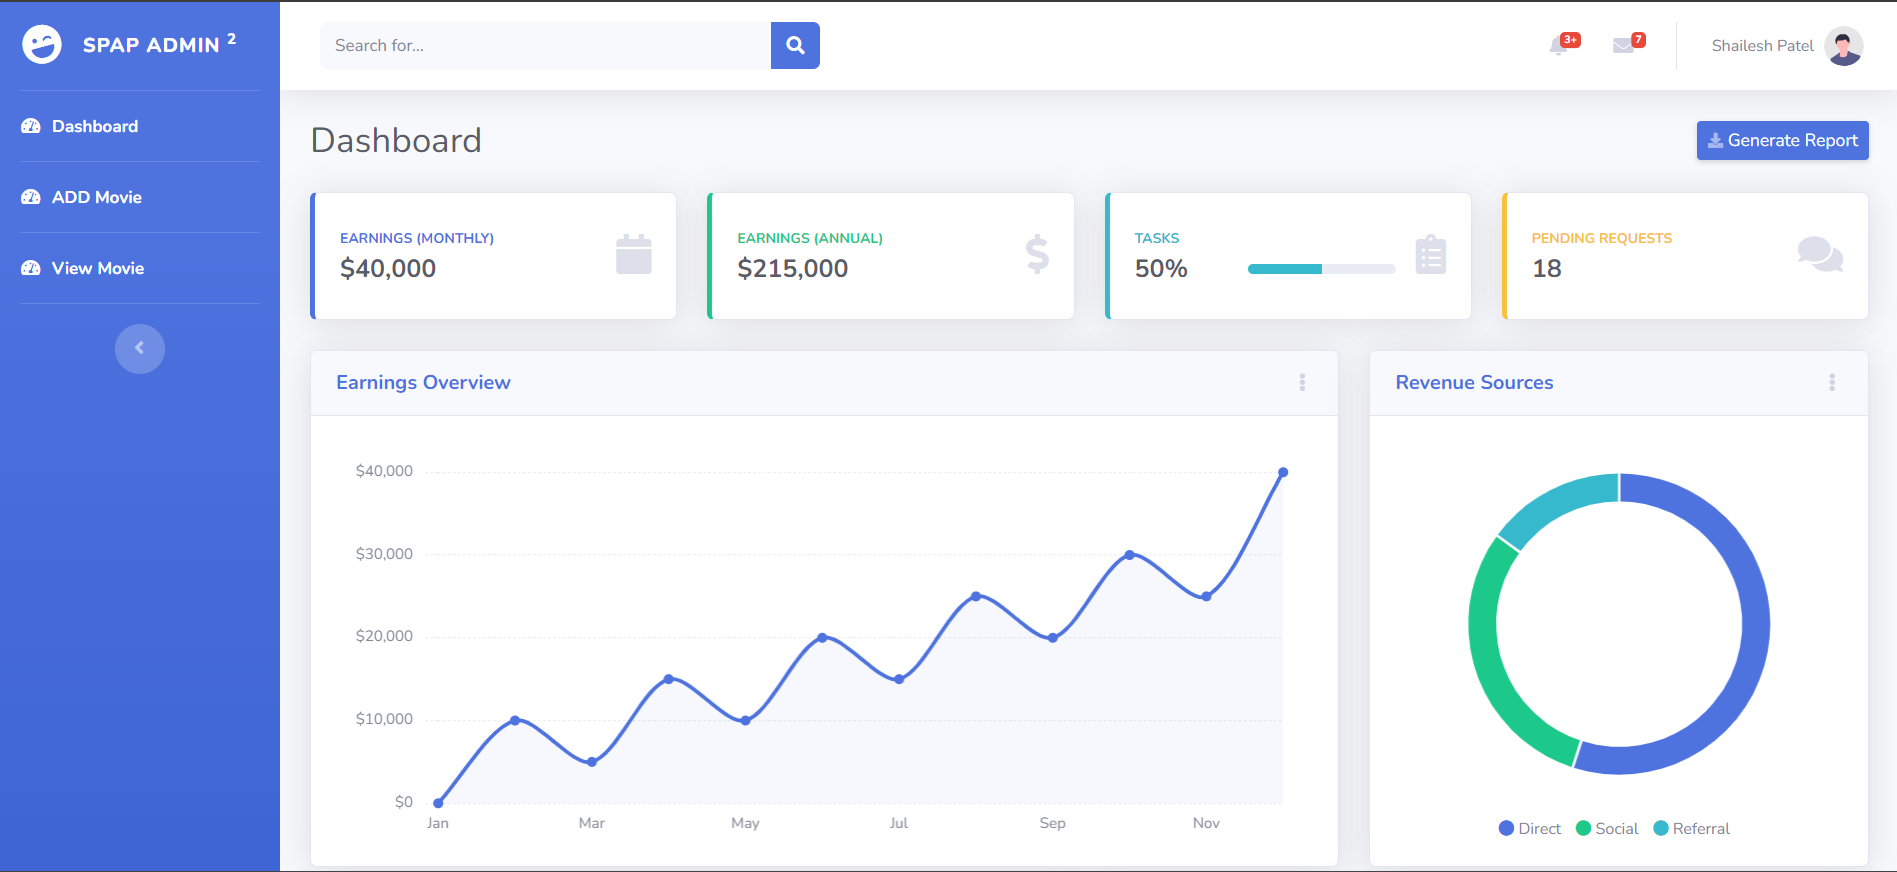 SPAP ADMIN 2
Dashboard
ADD Movie
View Movie
Search for...
3+
7
Shailesh Patel
Dashboard
Generate Report
EARNINGS (MONTHLY)
$40,000
EARNINGS (ANNUAL)
$215,000
TASKS
50%
PENDING REQUESTS
18
Earnings Overview
$40,000
$30,000
$20,000
$10,000
$0
Jan Mar May Jul Sep Nov
Revenue Sources
Direct Social Referral